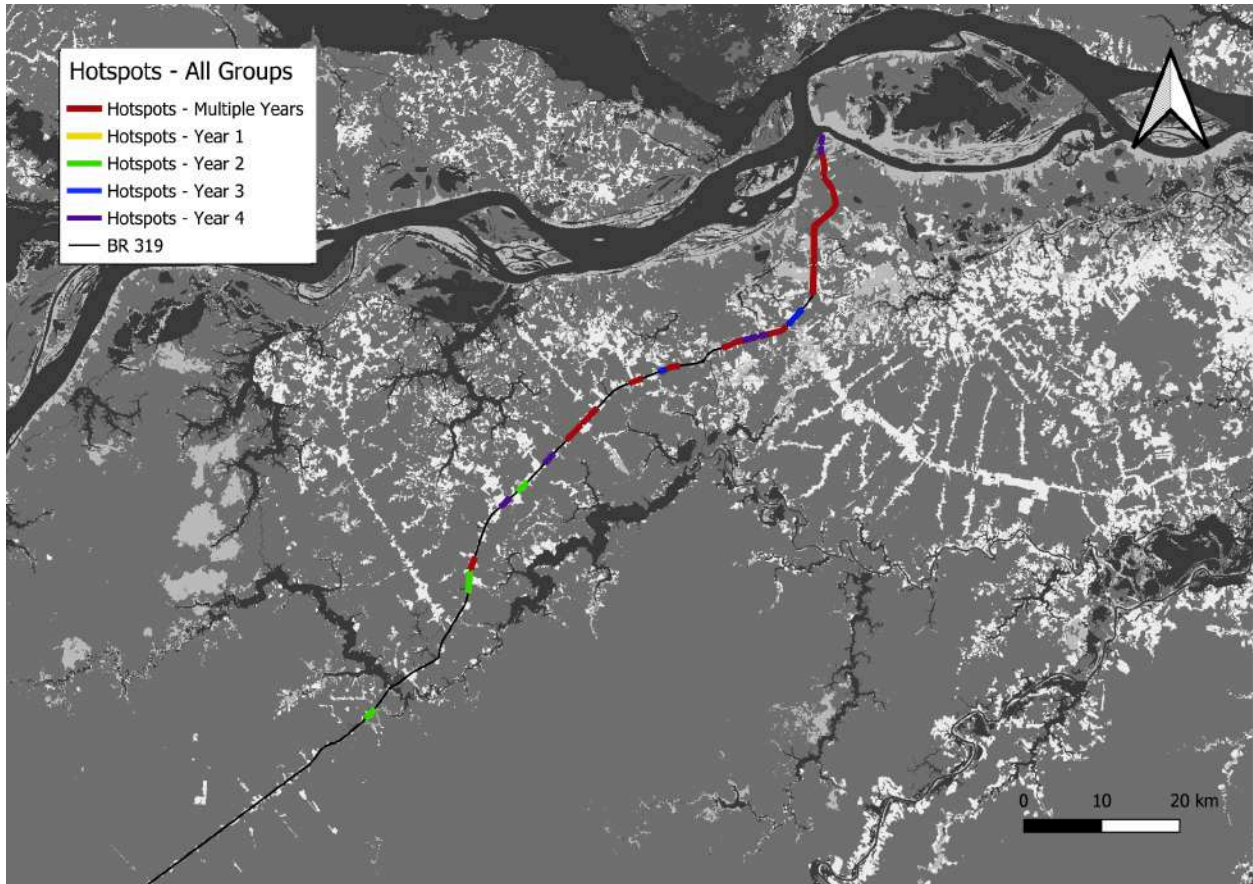 Hotspots - All Groups
Hotspots - Multiple Years
Hotspots - Year 1
Hotspots - Year 2
Hotspots - Year 3
Hotspots - Year 4
BR 319
0 10 20 km